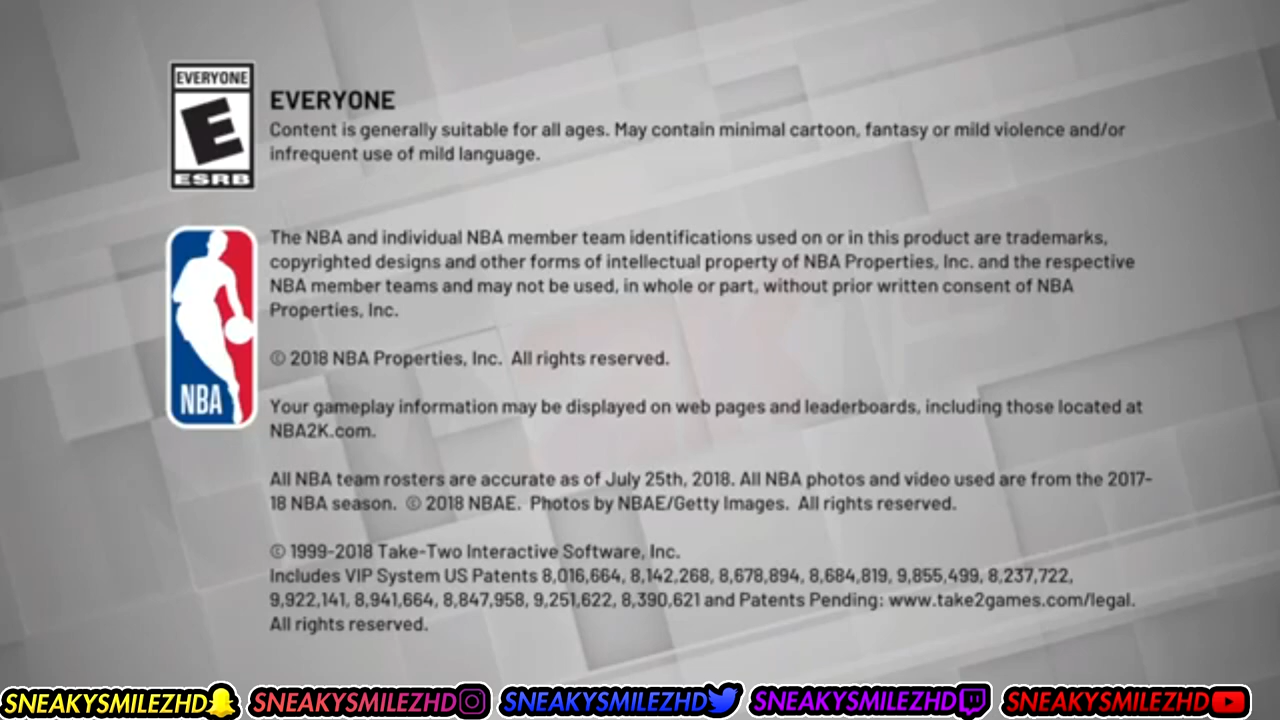 EVERYONE
E
ESRB
EVERYONE
Content is generally suitable for all ages. May contain minimal cartoon, fantasy or mild violence and/or
infrequent use of mild language.
The NBA and individual NBA member team identifications used on or in this product are trademarks,
copyrighted designs and other forms of intellectual property of NBA Properties, Inc. and the respective
NBA member teams and may not be used, in whole or part, without prior written consent of NBA
Properties, Inc.
NBA
© 2018 NBA Properties, Inc.  All rights reserved.
Your gameplay information may be displayed on web pages and leaderboards, including those located at
NBA2K.com.
All NBA team rosters are accurate as of July 25th, 2018. All NBA photos and video used are from the 2017-
18 NBA season.  © 2018 NBAE.  Photos by NBAE/Getty Images.  All rights reserved.
© 1999-2018 Take-Two Interactive Software, Inc.
Includes VIP System US Patents 8,016,664, 8,142,268, 8,678,894, 8,684,819, 9,855,499, 8,237,722,
9,922,141, 8,941,664, 8,847,958, 9,251,622, 8,390,621 and Patents Pending: www.take2games.com/legal.
All rights reserved.
SNEAKYSMILEZHD SNEAKYSMILEZHD SNEAKYSMILEZHD SNEAKYSMILEZHD SNEAKYSMILEZHD